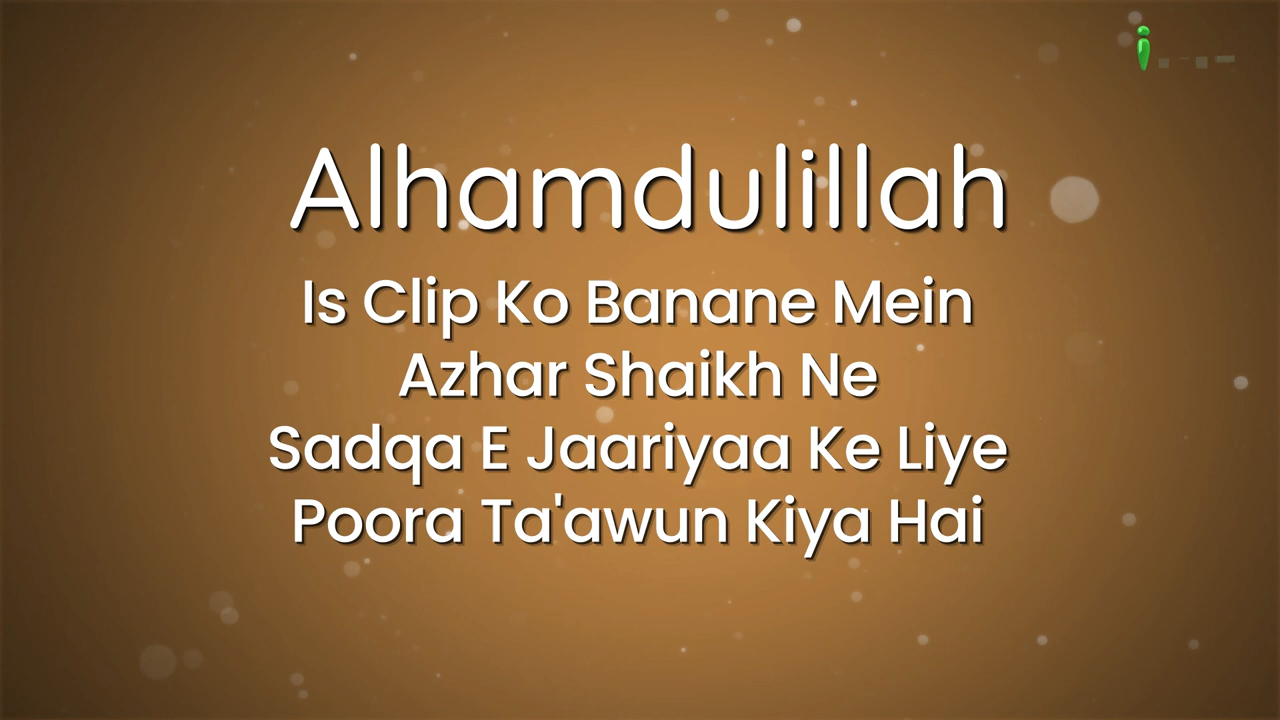 Alhamdulillah
Is Clip Ko Banane Mein
Azhar Shaikh Ne
Sadqa E Jaariyaa Ke Liye
Poora Ta'awun Kiya Hai